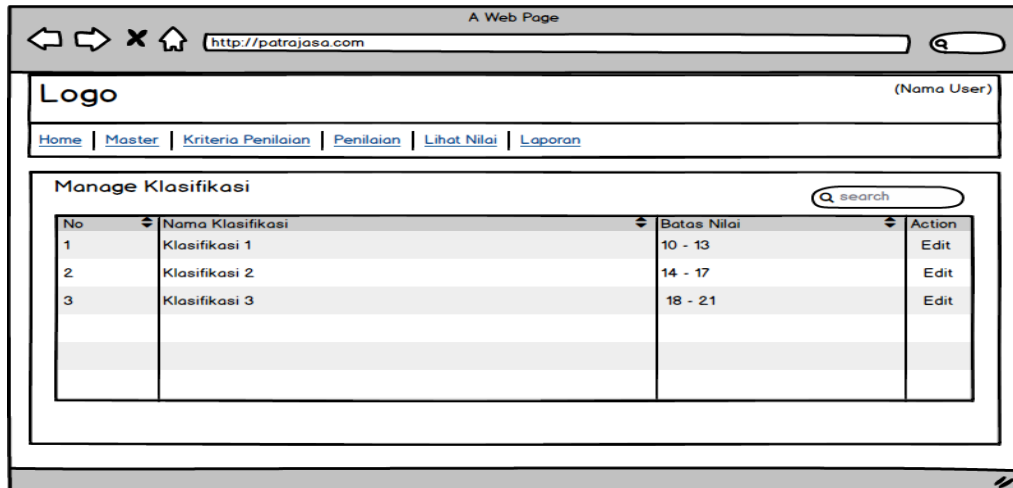 A Web Page
http://patrajasa.com
Logo
(Nama User)
Home | Master | Kriteria Penilaian | Penilaian | Lihat Nilai | Laporan
Manage Klasifikasi
search
No Nama Klasifikasi Batas Nilai Action
1 Klasifikasi 1 10 - 13 Edit
2 Klasifikasi 2 14 - 17 Edit
3 Klasifikasi 3 18 - 21 Edit